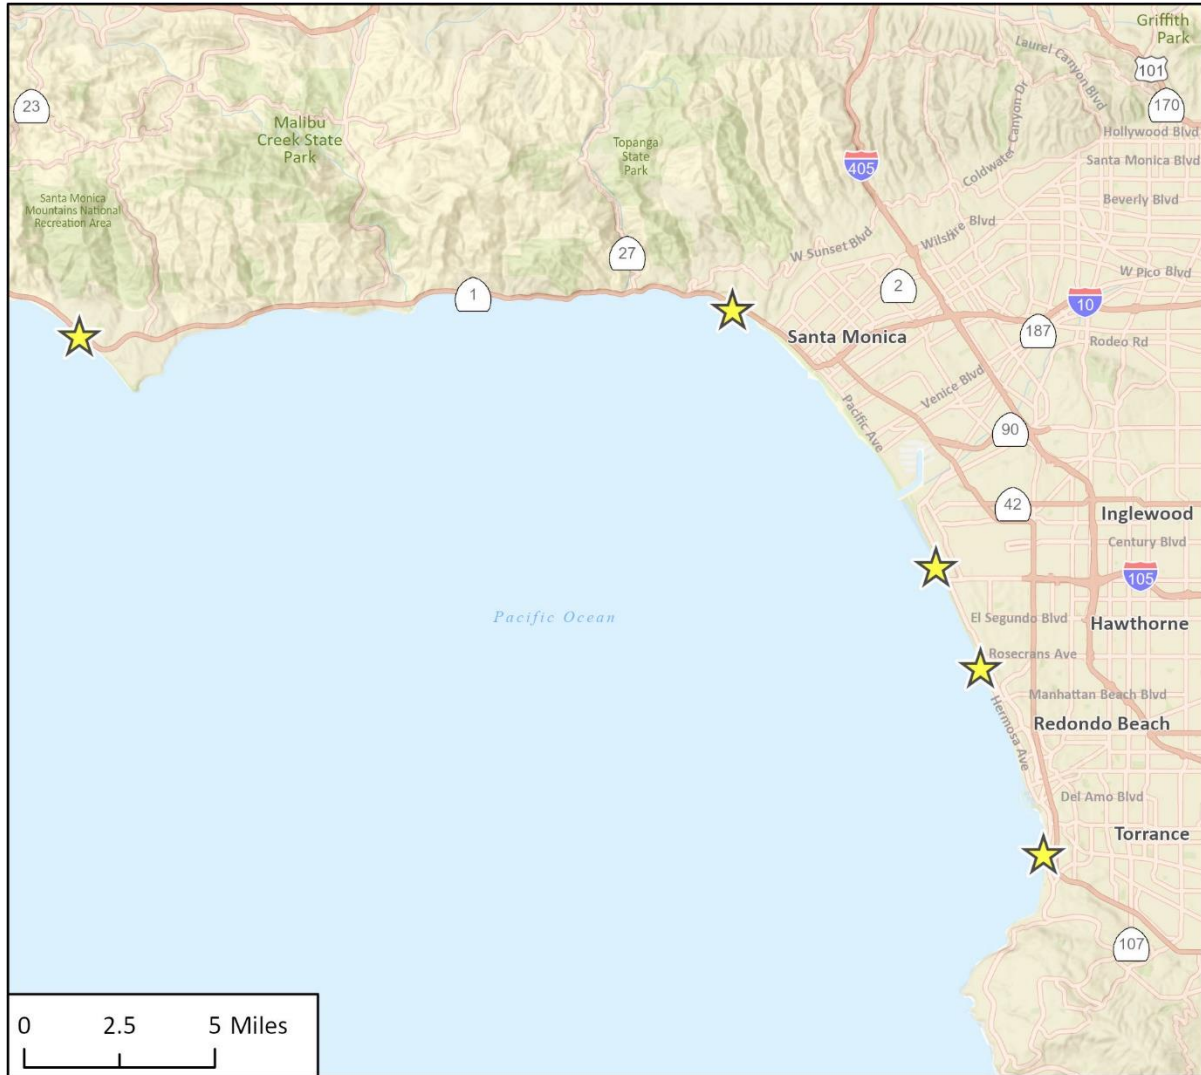 Griffith
Park
Laurel Canyon Blvd
101
23
170
Malibu
Creek State
Park
Hollywood Blvd
Topanga
State
Park
Coldwater Canyon Dr
Santa Monica Blvd
405
Santa Monica
Mountains National
Recreation Area
Beverly Blvd
Wilshire Blvd
W Sunset Blvd
27
W Pico Blvd
1
2
10
187
Santa Monica
Rodeo Rd
Venice Blvd
Pacific Ave
90
42
Inglewood
Century Blvd
105
Pacific Ocean
El Segundo Blvd
Hawthorne
Rosecrans Ave
Manhattan Beach Blvd
Hermosa Ave
Redondo Beach
Del Amo Blvd
Torrance
107
0 2.5 5 Miles